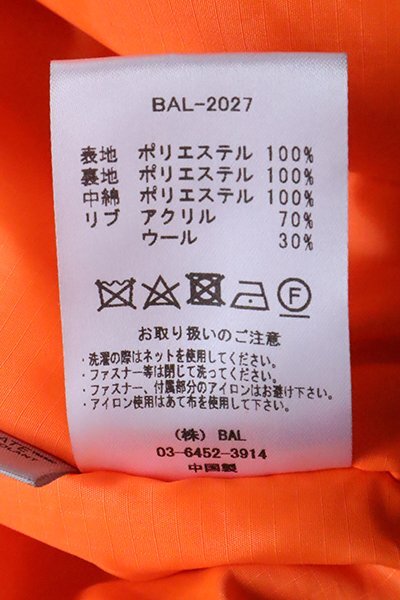 BAL-2027
表地 ポリエステル 100%
裏地 ポリエステル 100%
中綿 ポリエステル 100%
リブ アクリル 70%
ウール 30%
F
お取り扱いのご注意
・洗濯の際はネットを使用してください。
・ファスナー等は閉じて洗ってください。
・ファスナー、付属部分のアイロンはお避け下さい。
・アイロン使用はあて布を使用して下さい。
(株) BAL
03-6452-3914
中国製